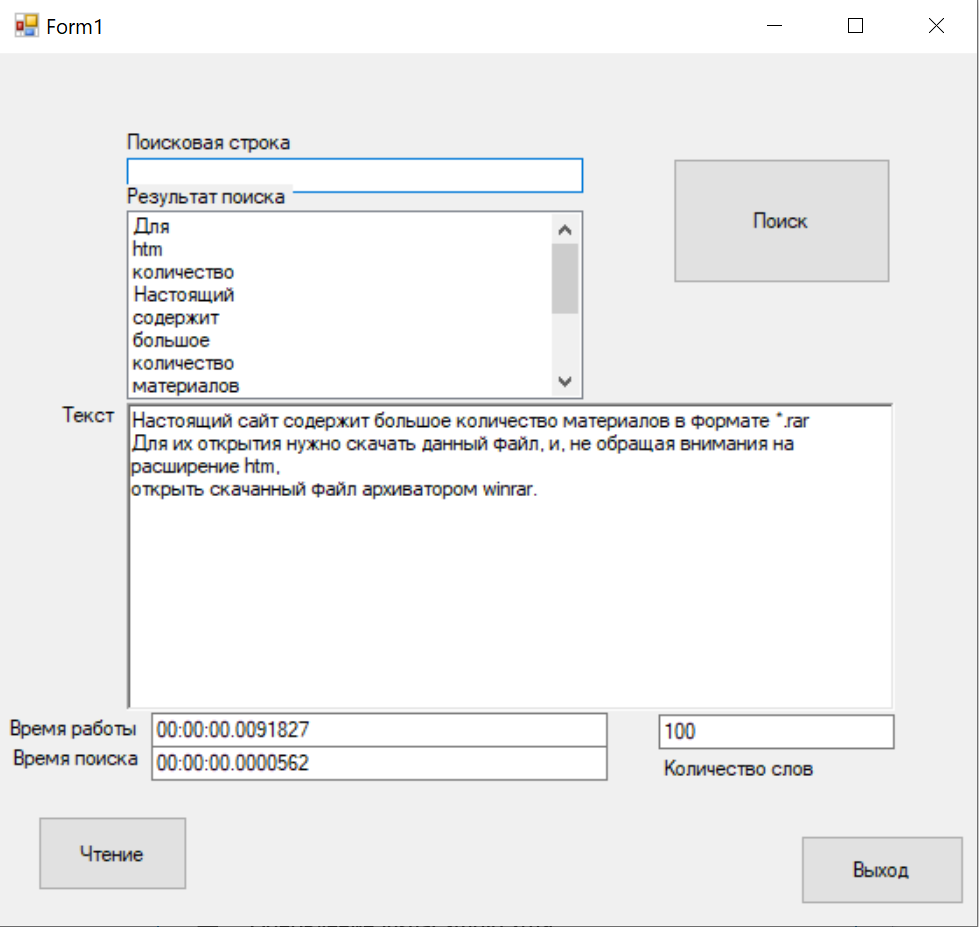 Form1
Поисковая строка
Результат поиска
Поиск
Для
htm
количество
Настоящий
содержит
большое
количество
материалов
Текст
Настоящий сайт содержит большое количество материалов в формате *.rar
Для их открытия нужно скачать данный файл, и, не обращая внимания на
расширение htm,
открыть скачанный файл архиватором winrar.
Время работы 00:00:00.0091827
100
Время поиска 00:00:00.0000562
Количество слов
Чтение
Выход